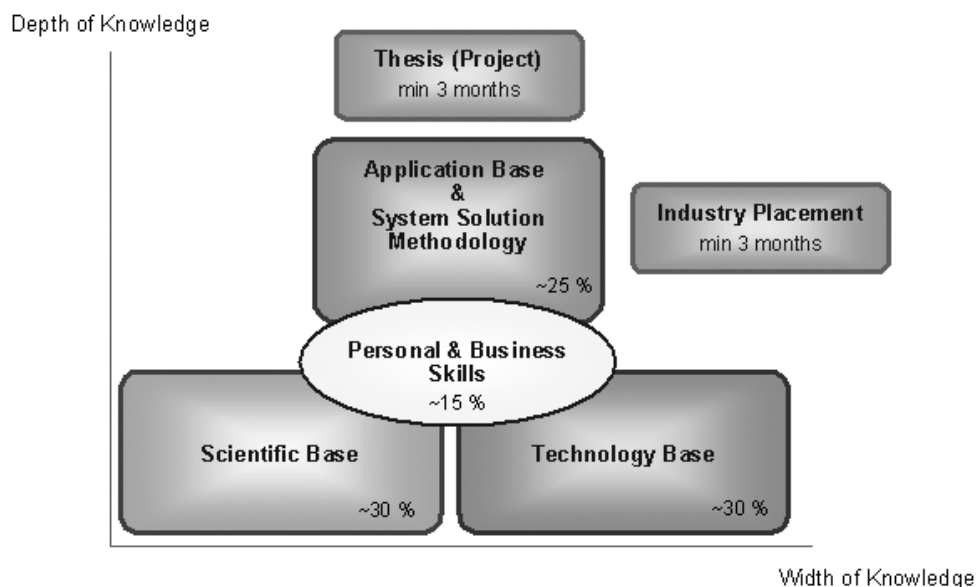 Depth of Knowledge
Thesis (Project)
min 3 months
Application Base
&
System Solution
Methodology
~25 %
Industry Placement
min 3 months
Personal & Business
Skills
~15 %
Scientific Base
~30 %
Technology Base
~30 %
Width of Knowledge